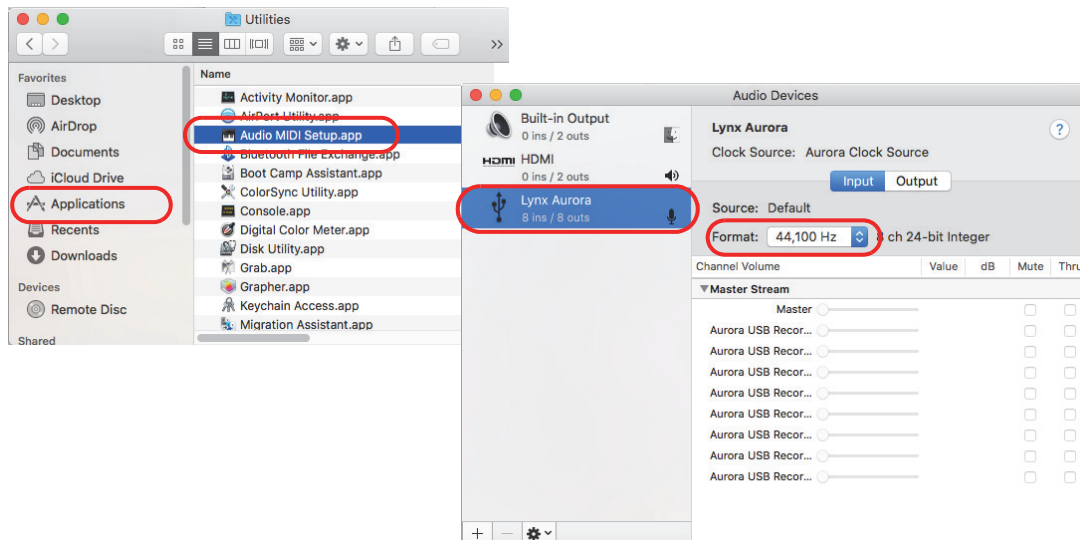 Utilities
Favorites
Desktop
AirDrop
Documents
iCloud Drive
Applications
Recents
Downloads
Devices
Remote Disc
Shared
Name
Activity Monitor.app
AirPort Utility.app
Audio MIDI Setup.app
Bluetooth File Exchange.app
Boot Camp Assistant.app
ColorSync Utility.app
Console.app
Digital Color Meter.app
Disk Utility.app
Grab.app
Grapher.app
Keychain Access.app
Migration Assistant.app
Audio Devices
Built-in Output
0 ins / 2 outs
HDMI HDMI
0 ins / 2 outs
Lynx Aurora
8 ins / 8 outs
Lynx Aurora
?
Clock Source: Aurora Clock Source
Input Output
Source: Default
Format: 44,100 Hz ch 24-bit Integer
Channel Volume Value dB Mute Thru
Master Stream
Master
Aurora USB Recor...
Aurora USB Recor...
Aurora USB Recor...
Aurora USB Recor...
Aurora USB Recor...
Aurora USB Recor...
Aurora USB Recor...
Aurora USB Recor...